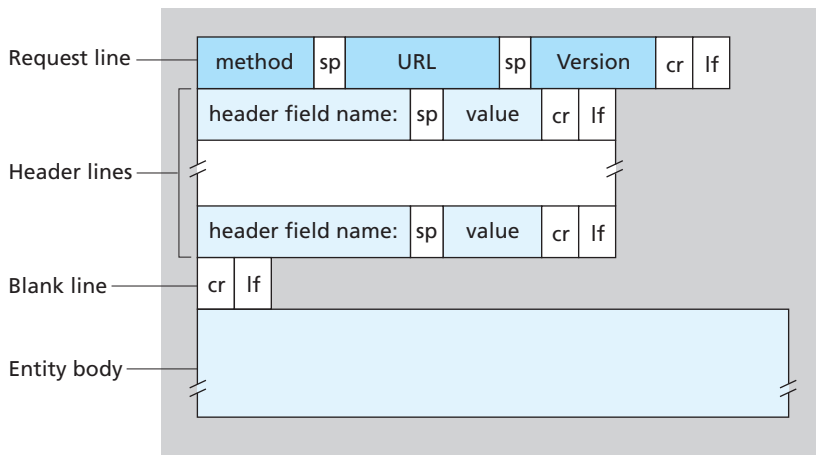 Request line method sp URL sp Version cr lf
header field name: sp value cr lf
Header lines
header field name: sp value cr lf
Blank line cr lf
Entity body